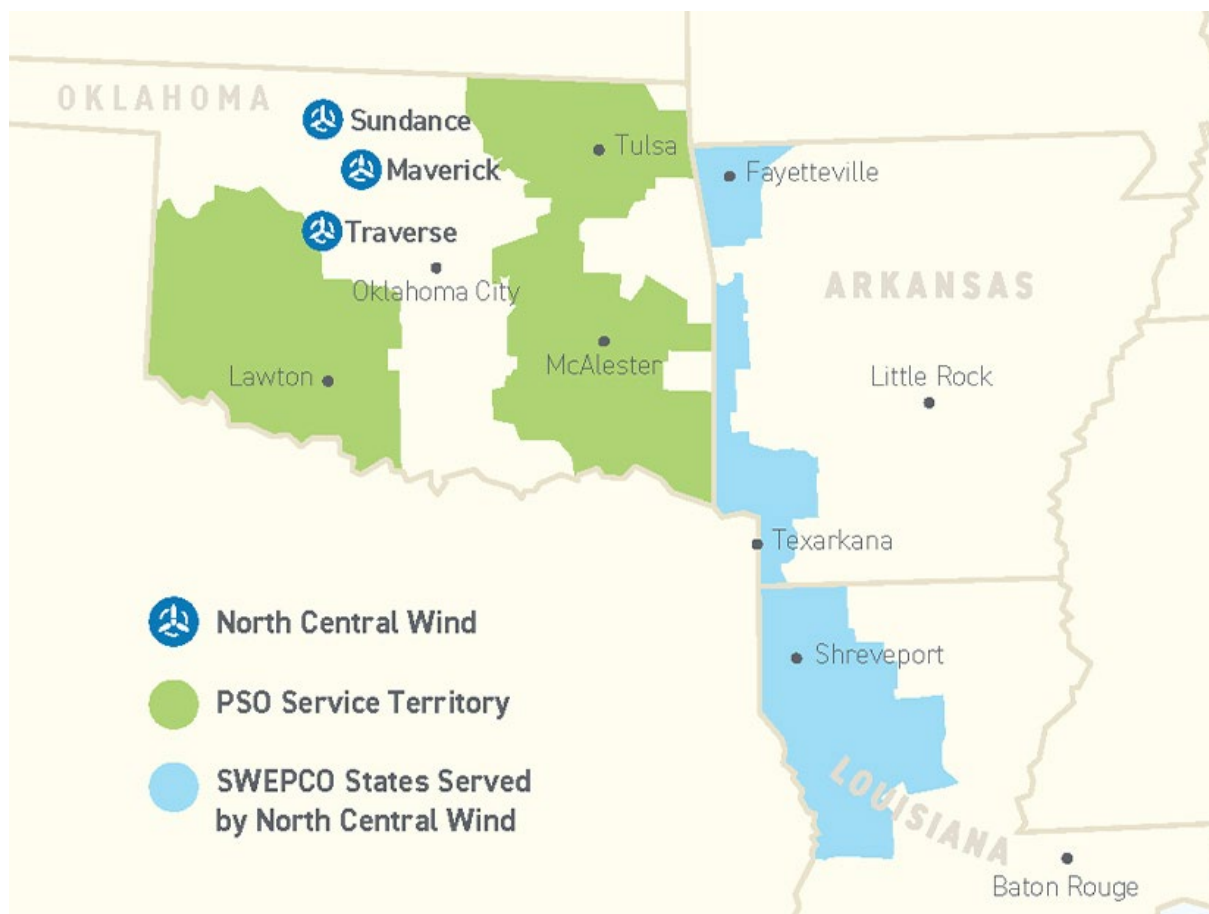 OKLAHOMA
Sundance
Maverick
Traverse
Tulsa
Fayetteville
Oklahoma City
ARKANSAS
McAlester
Lawton
Little Rock
Texarkana
North Central Wind
PSO Service Territory
SWEPCO States Served
by North Central Wind
Shreveport
LOUISIANA
Baton Rouge